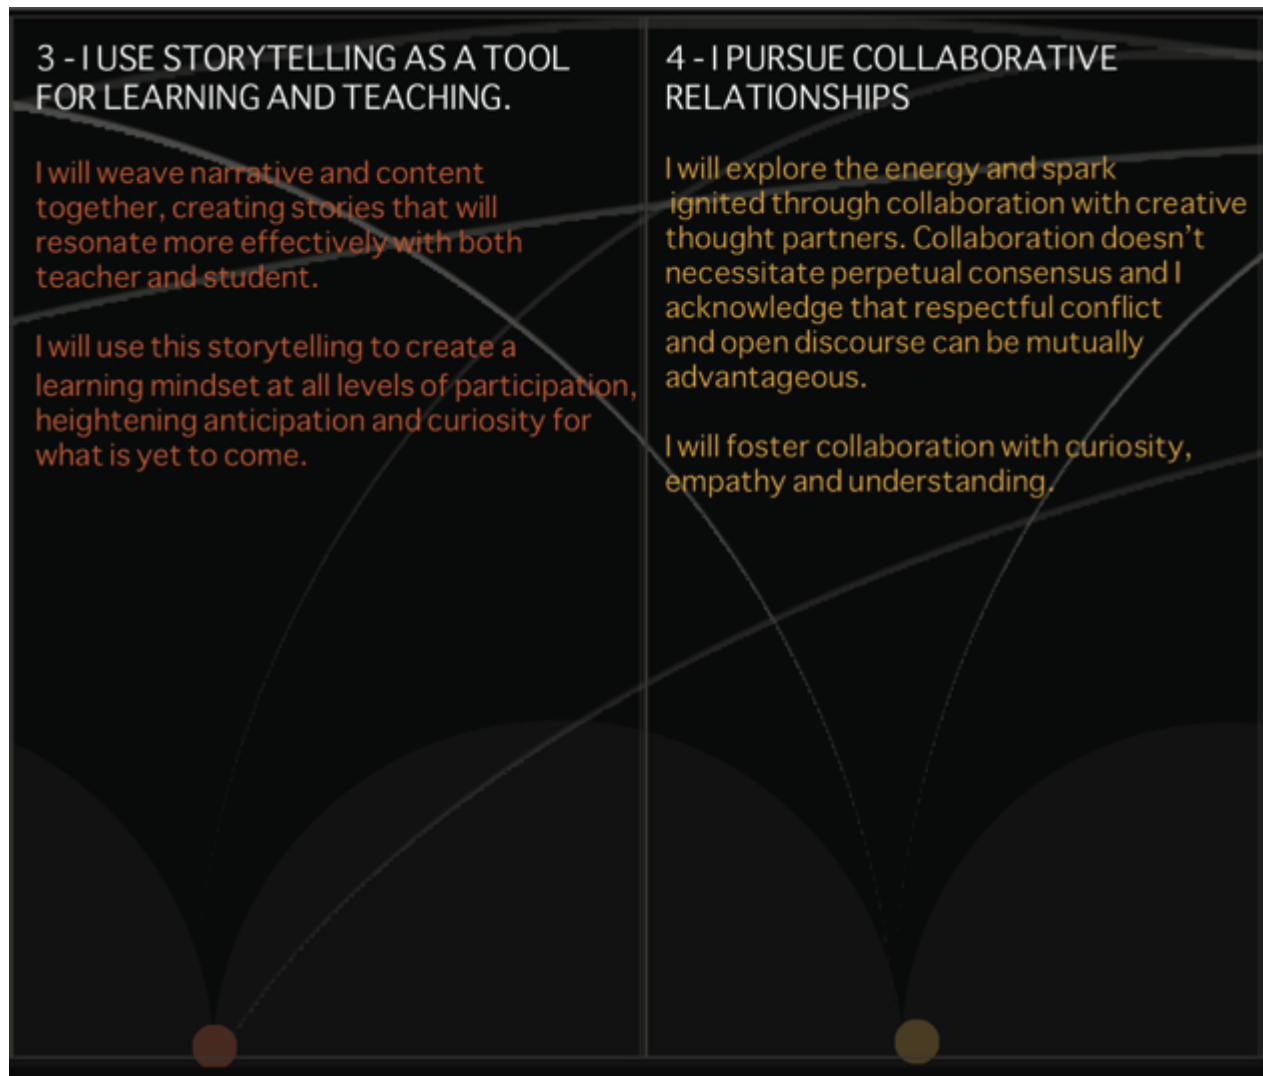 3 - I USE STORYTELLING AS A TOOL
FOR LEARNING AND TEACHING.
I will weave narrative and content
together, creating stories that will
resonate more effectively with both
teacher and student.
I will use this storytelling to create a
learning mindset at all levels of participation,
heightening anticipation and curiosity for
what is yet to come.
4 - I PURSUE COLLABORATIVE
RELATIONSHIPS
I will explore the energy and spark
ignited through collaboration with creative
thought partners. Collaboration doesn't
necessitate perpetual consensus and I
acknowledge that respectful conflict
and open discourse can be mutually
advantageous.
I will foster collaboration with curiosity,
empathy and understanding.